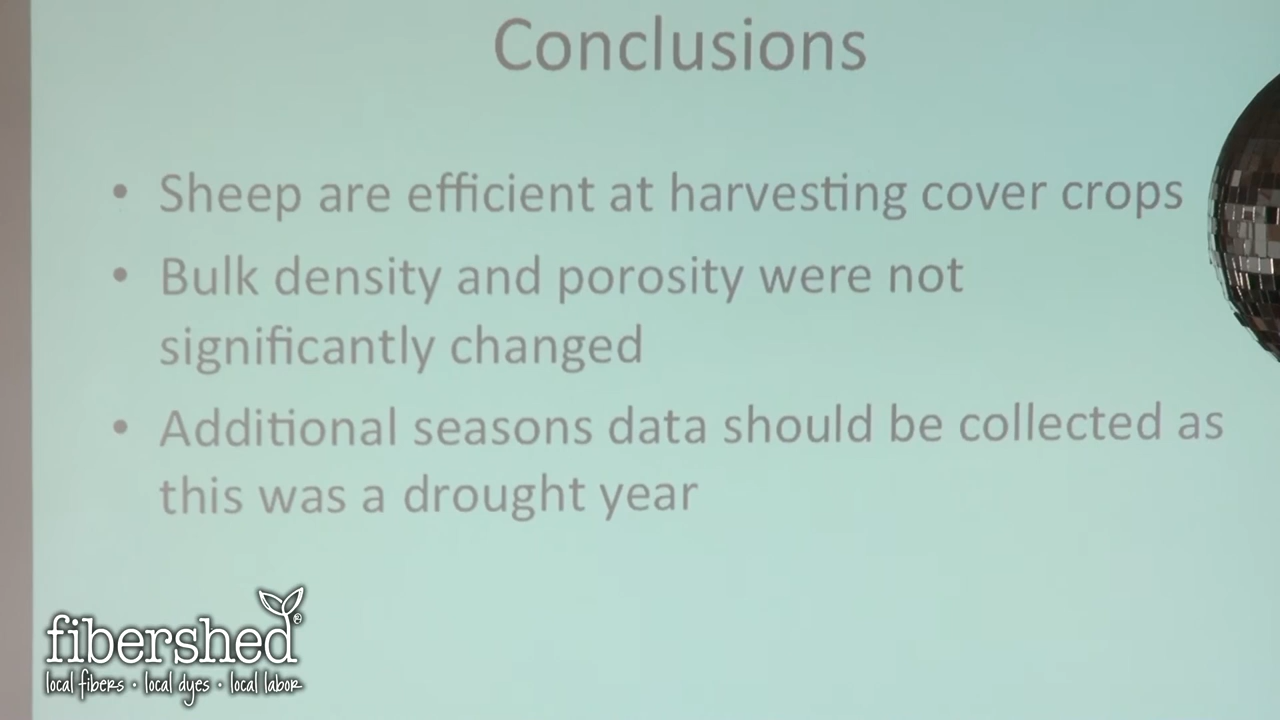 Conclusions
• Sheep are efficient at harvesting cover crops
• Bulk density and porosity were not
significantly changed
• Additional seasons data should be collected as
this was a drought year
fibershed®
local fibers • local dyes • local labor